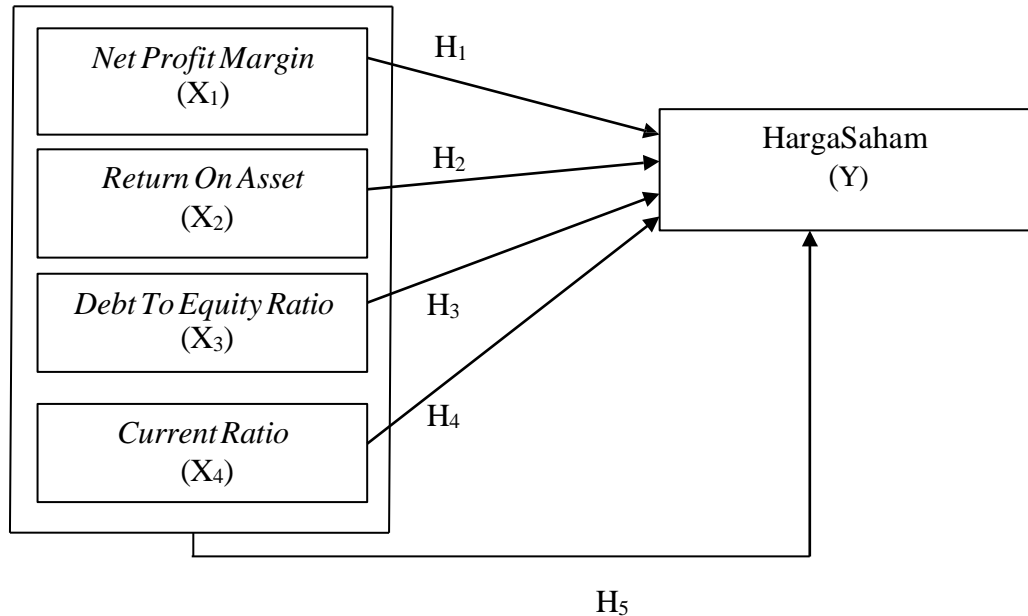 Net Profit Margin
(X₁)
H₁
Return On Asset
(X₂)
H₂
Debt To Equity Ratio
(X₃)
H₃
Current Ratio
(X₄)
H₄
HargaSaham
(Y)
H₅